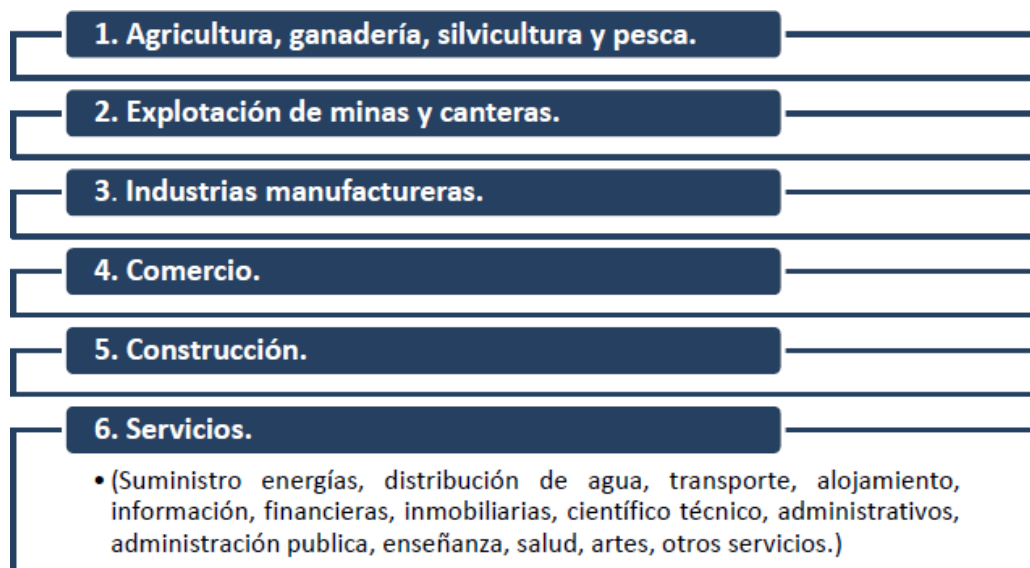 1. Agricultura, ganadería, silvicultura y pesca.
2. Explotación de minas y canteras.
3. Industrias manufactureras.
4. Comercio.
5. Construcción.
6. Servicios.
• (Suministro energías, distribución de agua, transporte, alojamiento,
información, financieras, inmobiliarias, científico técnico, administrativos,
administración publica, enseñanza, salud, artes, otros servicios.)